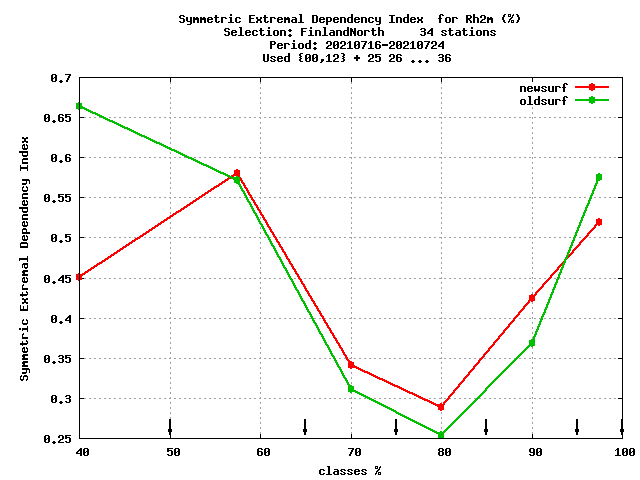 Symmetric Extremal Dependency Index for Rh2m (%)
Selection: FinlandNorth 34 stations
Period: 20210716-20210724
Used {00,12} + 25 26 ... 36
newsurf
oldsurf
Symmetric Extremal Dependency Index
0.7
0.65
0.6
0.55
0.5
0.45
0.4
0.35
0.3
0.25
40 50 60 70 80 90 100
classes %